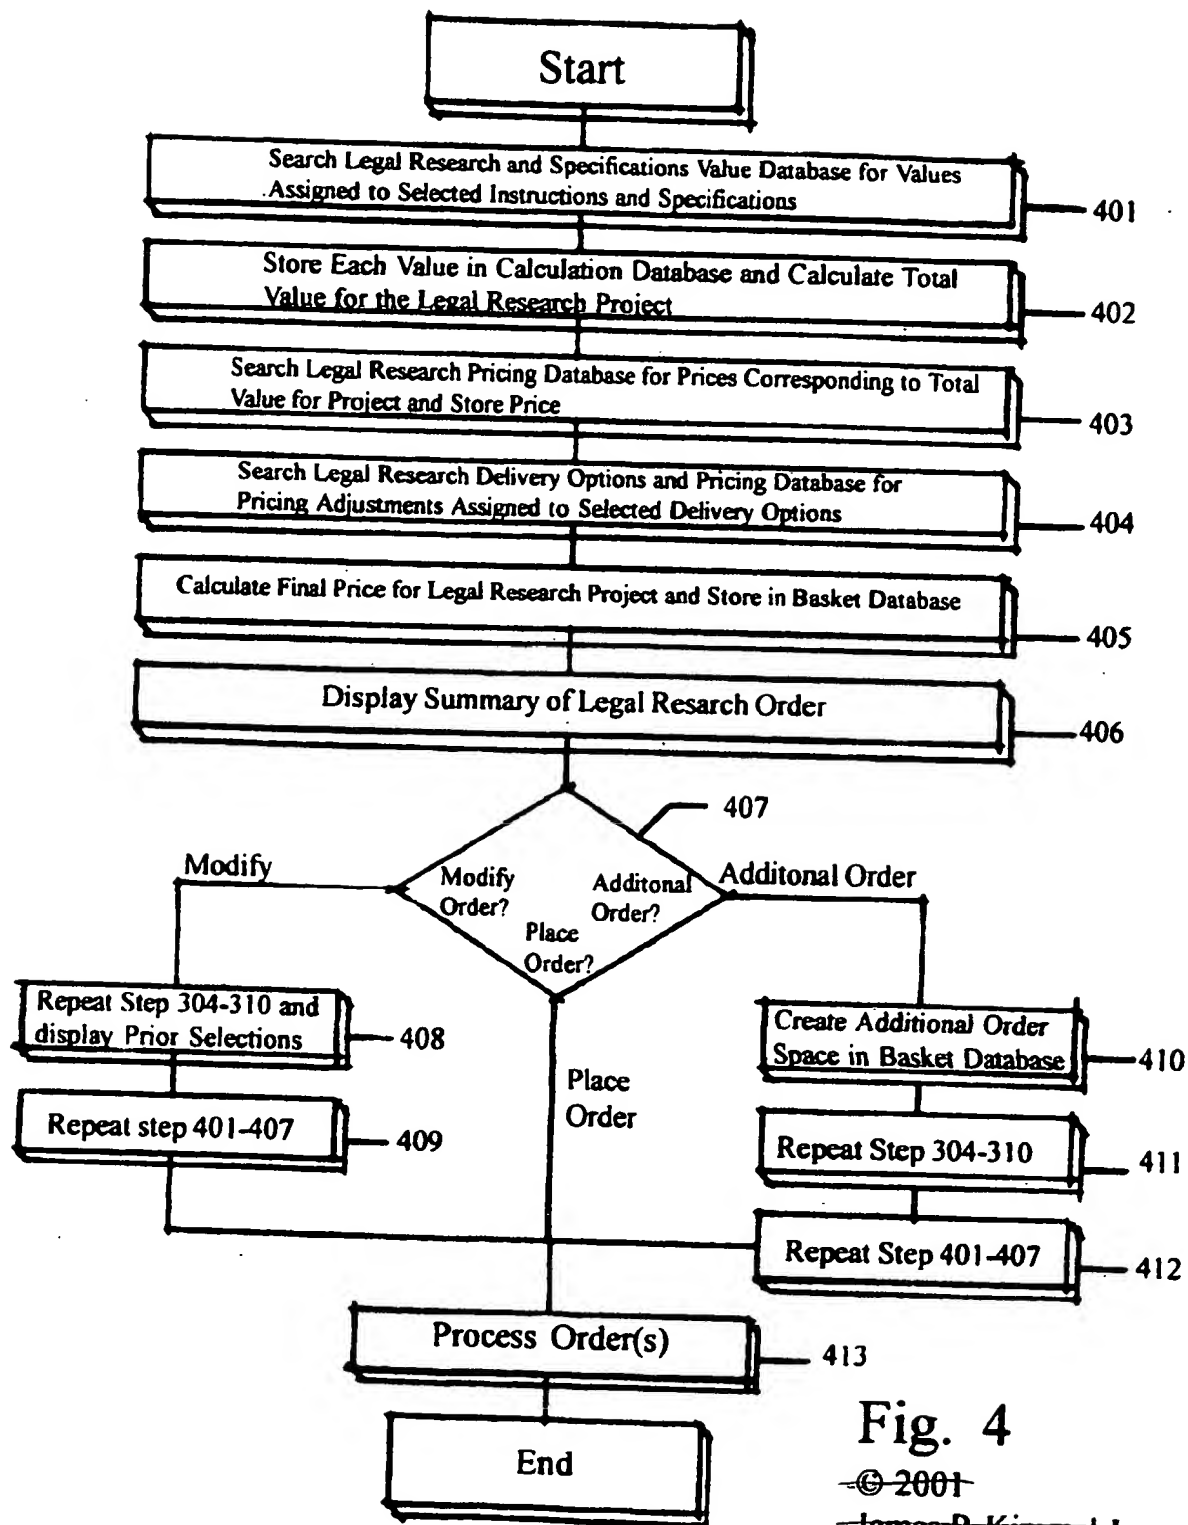 Start
Search Legal Research and Specifications Value Database for Values
Assigned to Selected Instructions and Specifications
401
Store Each Value in Calculation Database and Calculate Total
Value for the Legal Research Project
402
Search Legal Research Pricing Database for Prices Corresponding to Total
Value for Project and Store Price
403
Search Legal Research Delivery Options and Pricing Database for
Pricing Adjustments Assigned to Selected Delivery Options
404
Calculate Final Price for Legal Research Project and Store in Basket Database
405
Display Summary of Legal Resarch Order
406
407
Modify
Modify
Order?
Additonal
Order?
Place
Order?
Additonal Order
Repeat Step 304-310 and
display Prior Selections
408
Repeat step 401-407
409
Place
Order
Create Additional Order
Space in Basket Database
410
Repeat Step 304-310
411
Repeat Step 401-407
412
Process Order(s)
413
End
Fig. 4
© 2001
James P.